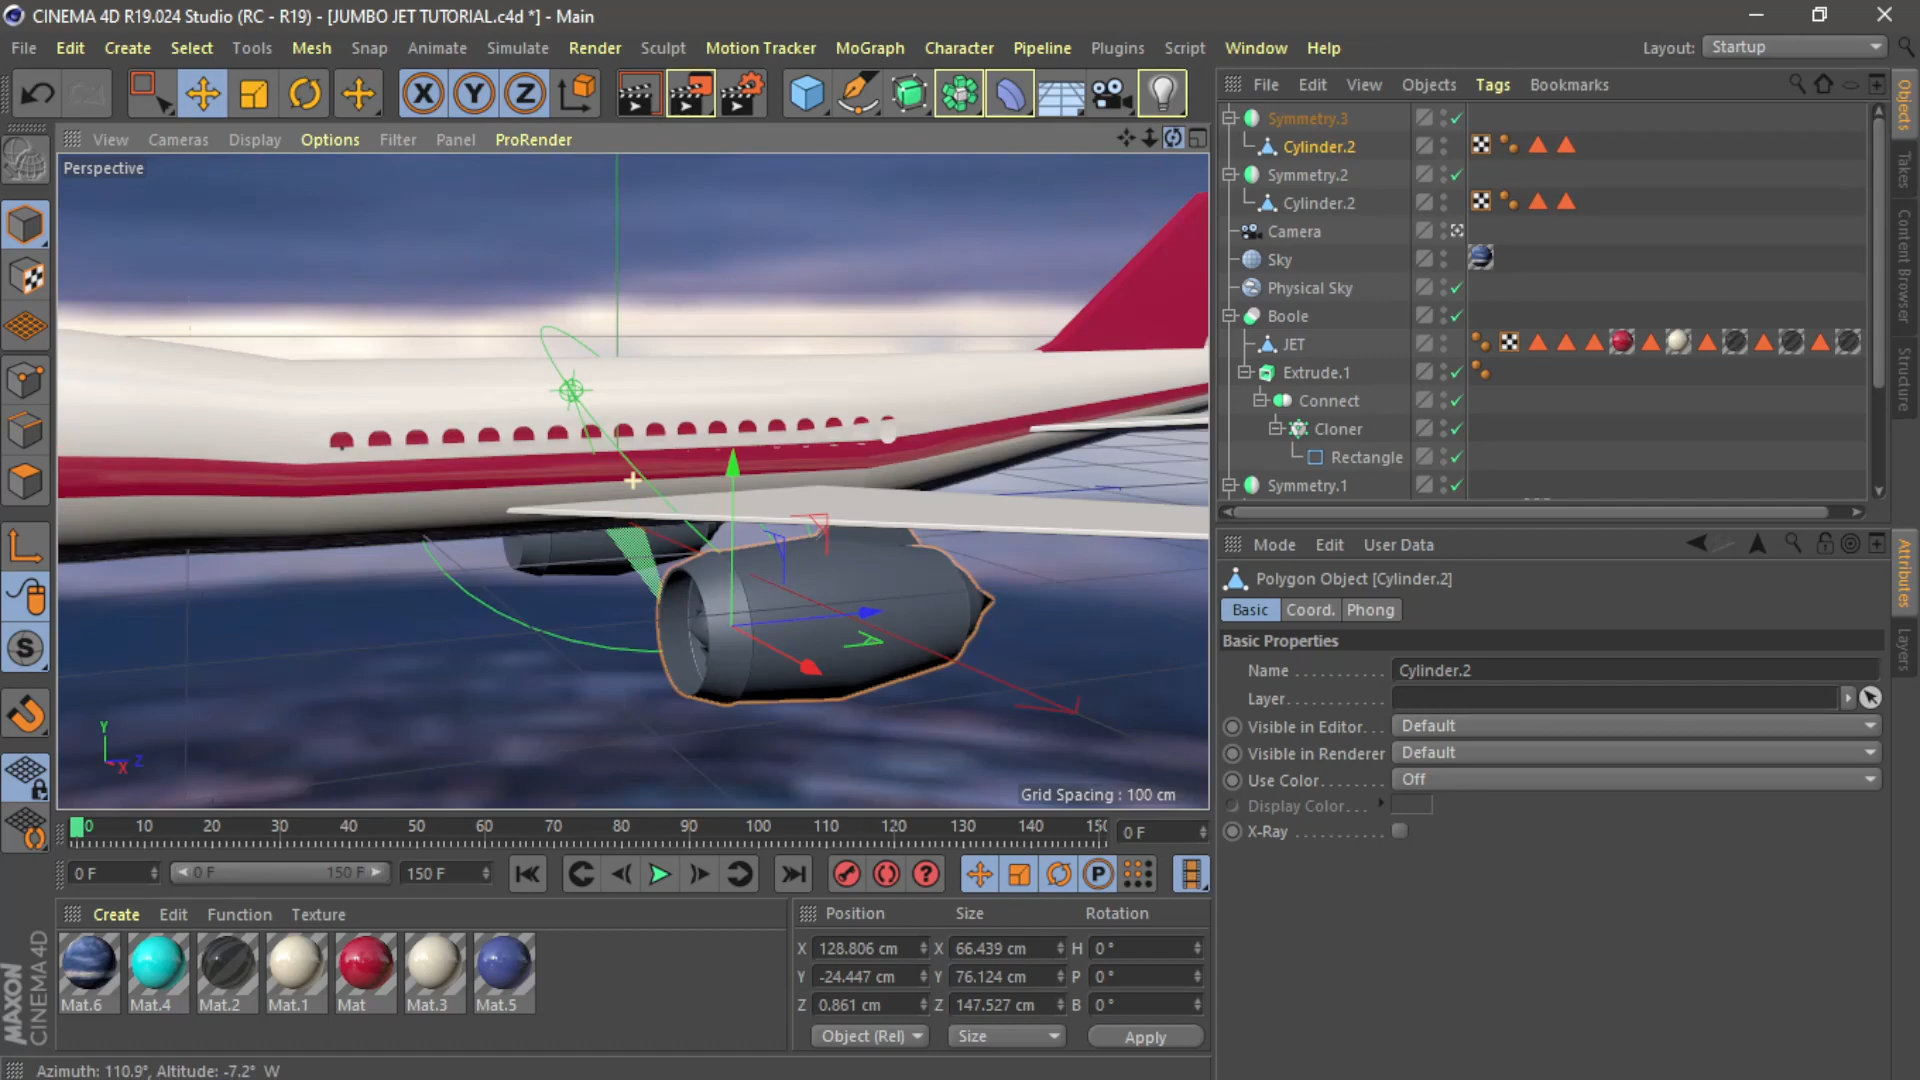 CINEMA 4D R19.024 Studio (RC - R19) - [JUMBO JET TUTORIAL.c4d *] - Main
File Edit Create Select Tools Mesh Snap Animate Simulate Render Sculpt Motion Tracker MoGraph Character Pipeline Plugins Script Window Help Layout: Startup
X Y Z
File Edit View Objects Tags Bookmarks
View Cameras Display Options Filter Panel ProRender
Perspective
Symmetry.3
Cylinder.2
Symmetry.2
Cylinder.2
Camera
Sky
Physical Sky
Boole
JET
Extrude.1
Connect
Cloner
Rectangle
Symmetry.1
Objects
Takes
Content Browser
Structure
Mode Edit User Data
Polygon Object [Cylinder.2]
Basic Coord. Phong
Basic Properties
Name Cylinder.2
Layer
Visible in Editor Default
Visible in Renderer Default
Use Color Off
Display Color
X-Ray
Attributes
Layers
Y
X Z
Grid Spacing : 100 cm
0 10 20 30 40 50 60 70 80 90 100 110 120 130 140 0 F
0 F 0 F 150 F 150 F
P
S
Create Edit Function Texture
Mat.6 Mat.4 Mat.2 Mat.1 Mat Mat.3 Mat.5
Position Size Rotation
X 128.806 cm X 66.439 cm H 0 °
Y -24.447 cm Y 76.124 cm P 0 °
Z 0.861 cm Z 147.527 cm B 0 °
Object (Rel) Size Apply
MAXON
CINEMA 4D
Azimuth: 110.9°, Altitude: -7.2° W